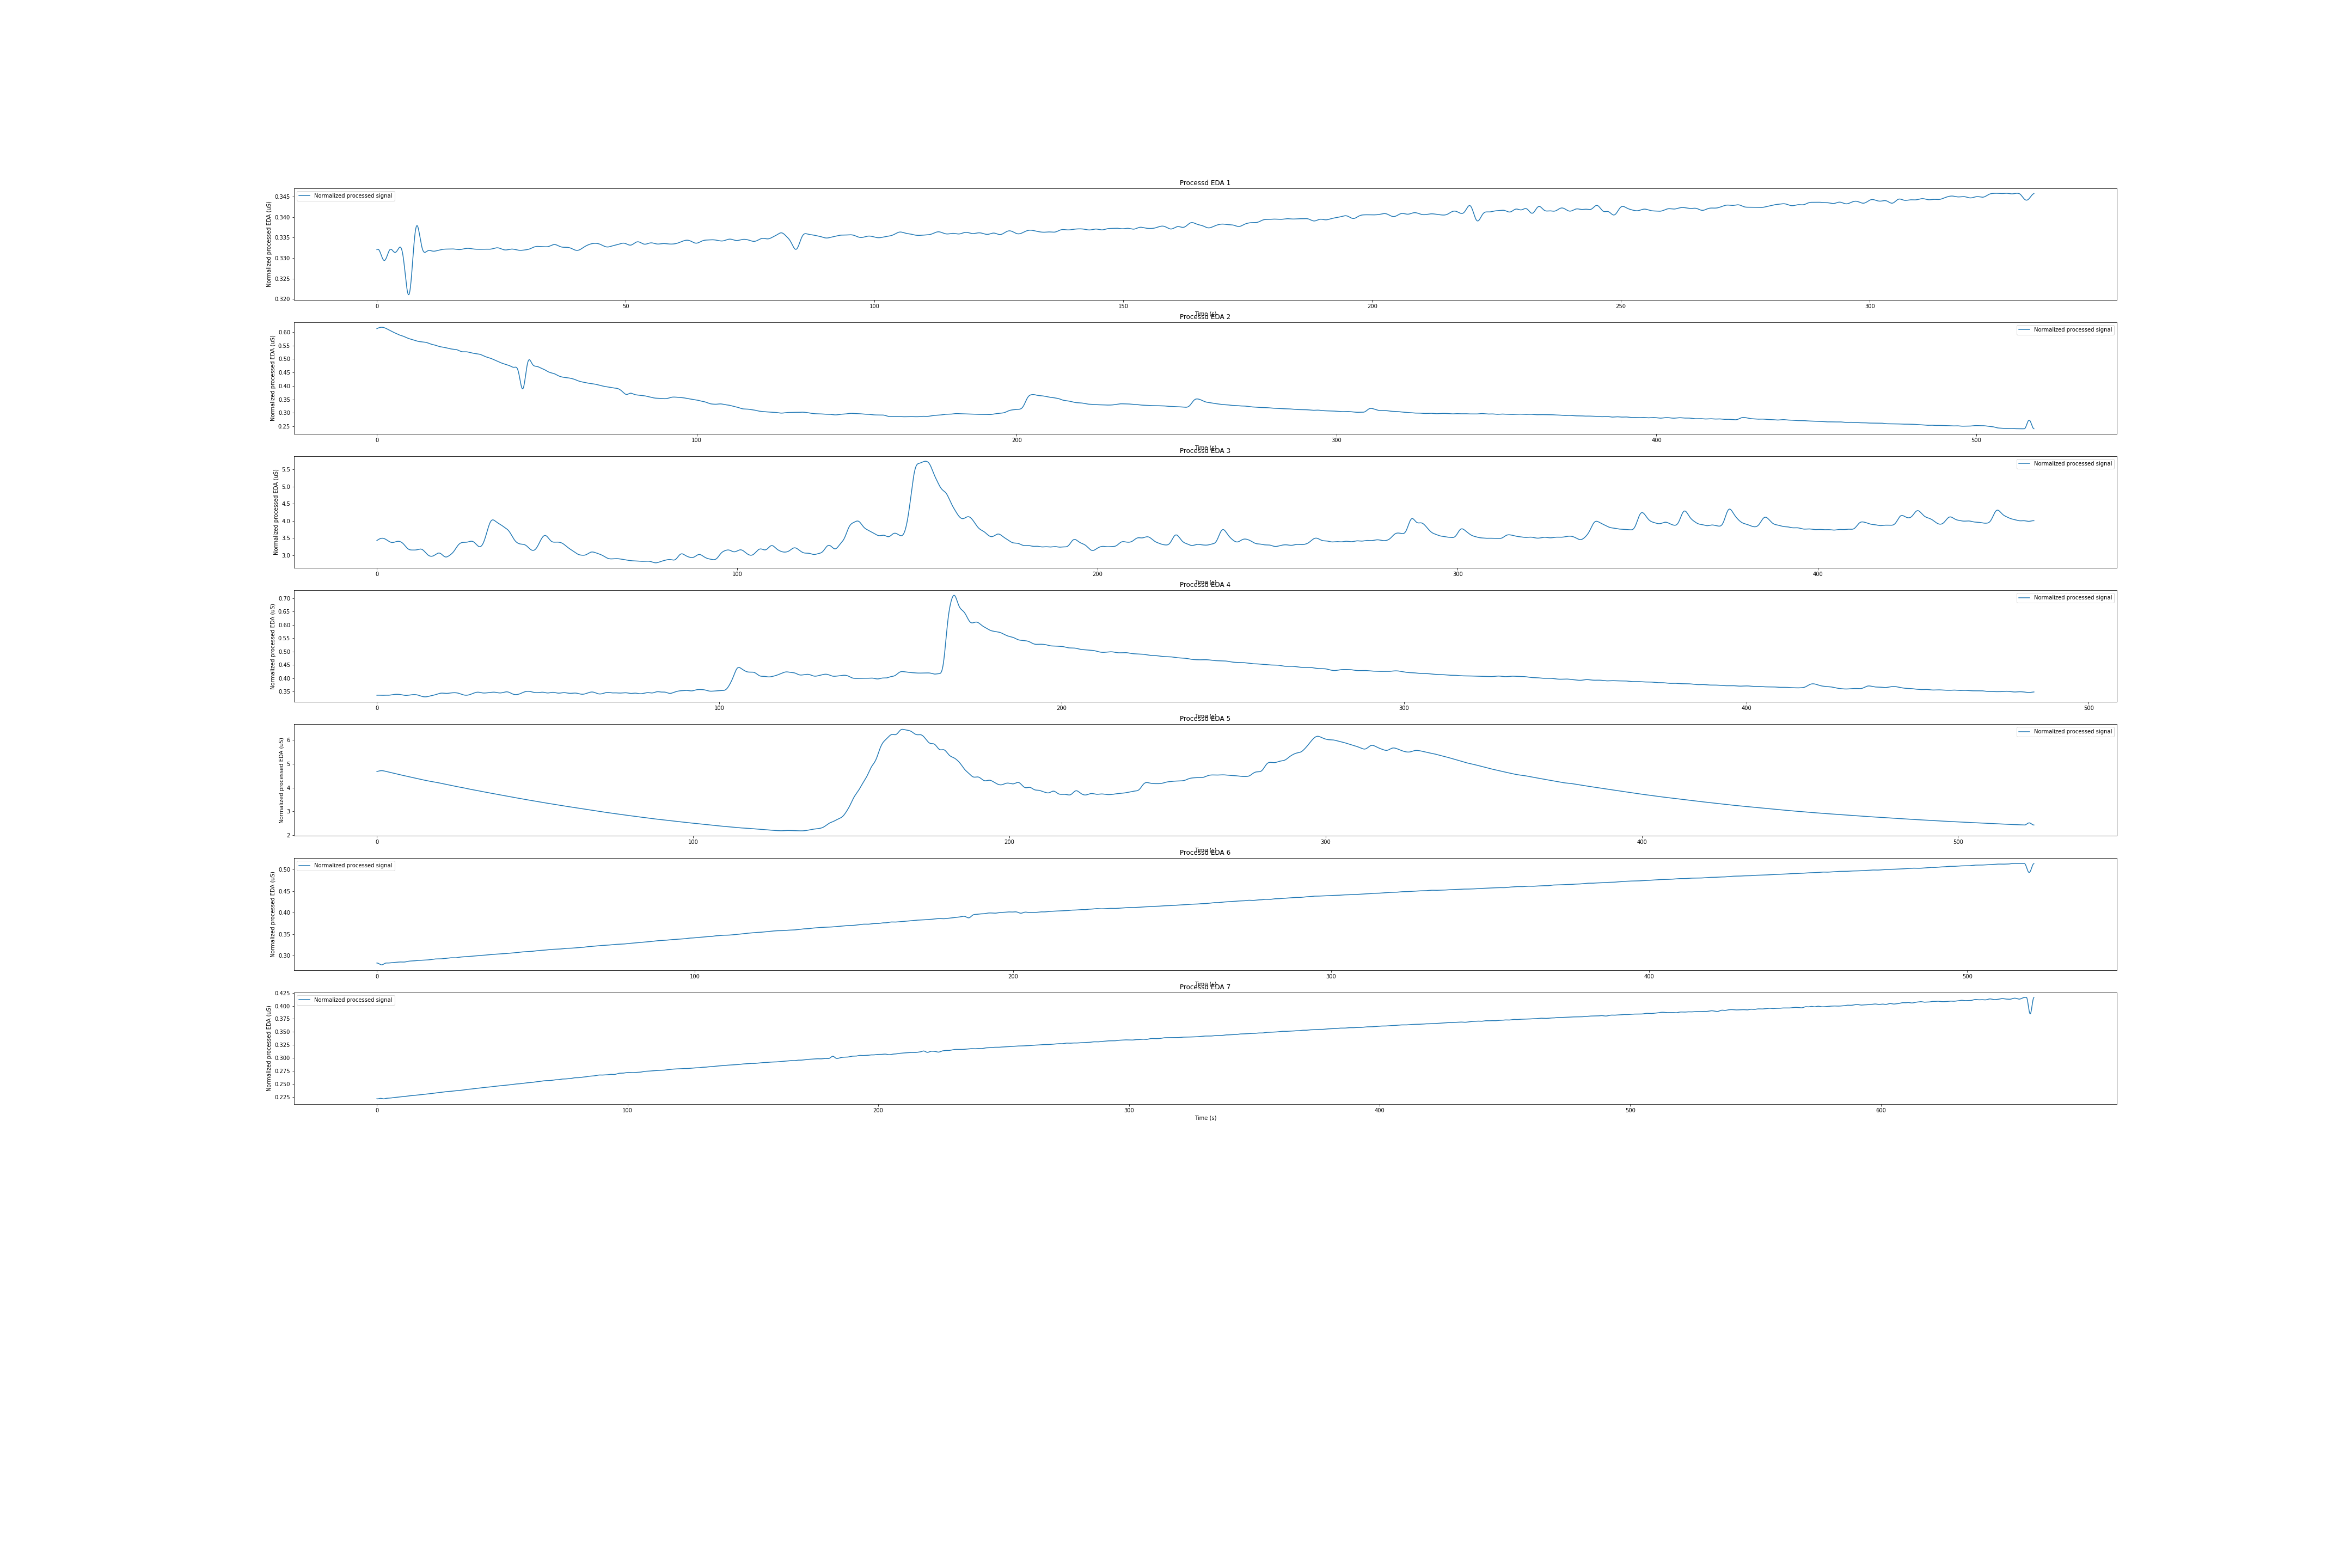 Processd EDA 1
Normalized processed signal
Normalized processed EDA (uS)
0.345
0.340
0.335
0.330
0.325
0.320
0 50 100 150 200 250 300
Time (s)
Processd EDA 2
Normalized processed signal
Normalized processed EDA (uS)
0.60
0.55
0.50
0.45
0.40
0.35
0.30
0.25
0 100 200 300 400 500
Time (s)
Processd EDA 3
Normalized processed signal
Normalized processed EDA (uS)
5.5
5.0
4.5
4.0
3.5
3.0
0 100 200 300 400
Time (s)
Processd EDA 4
Normalized processed signal
Normalized processed EDA (uS)
0.70
0.65
0.60
0.55
0.50
0.45
0.40
0.35
0 100 200 300 400 500
Time (s)
Processd EDA 5
Normalized processed signal
Normalized processed EDA (uS)
6
5
4
3
2
0 100 200 300 400 500
Time (s)
Processd EDA 6
Normalized processed signal
Normalized processed EDA (uS)
0.50
0.45
0.40
0.35
0.30
0 100 200 300 400 500
Time (s)
Processd EDA 7
Normalized processed signal
Normalized processed EDA (uS)
0.425
0.400
0.375
0.350
0.325
0.300
0.275
0.250
0.225
0 100 200 300 400 500 600
Time (s)